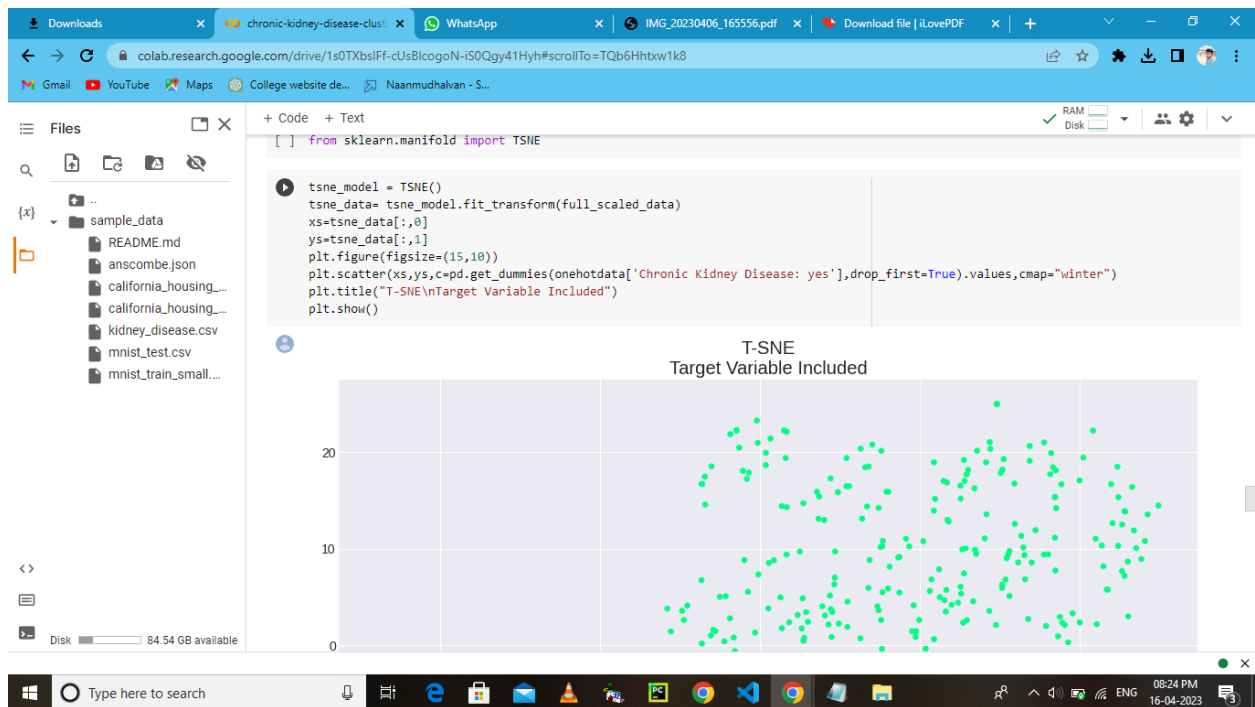 Downloads
chronic-kidney-disease-clust
WhatsApp
IMG_20230406_165556.pdf
Download file | iLovePDF
colab.research.google.com/drive/1s0TXbslFf-cUsBlcogoN-iS0Qgy41Hyh#scrollTo=TQb6Hhtxw1k8
Gmail
YouTube
Maps
College website de...
Naanmudhalvan - S...
Files
+ Code + Text
RAM
Disk
[ ] from sklearn.manifold import TSNE
{x}
..
sample_data
README.md
anscombe.json
california_housing_...
california_housing_...
kidney_disease.csv
mnist_test.csv
mnist_train_small....
tsne_model = TSNE()
tsne_data= tsne_model.fit_transform(full_scaled_data)
xs=tsne_data[:,0]
ys=tsne_data[:,1]
plt.figure(figsize=(15,10))
plt.scatter(xs,ys,c=pd.get_dummies(onehotdata['Chronic Kidney Disease: yes'],drop_first=True).values,cmap="winter")
plt.title("T-SNE\nTarget Variable Included")
plt.show()
T-SNE
Target Variable Included
20
10
0
Disk
84.54 GB available
Type here to search
PC
ENG
08:24 PM
16-04-2023
3